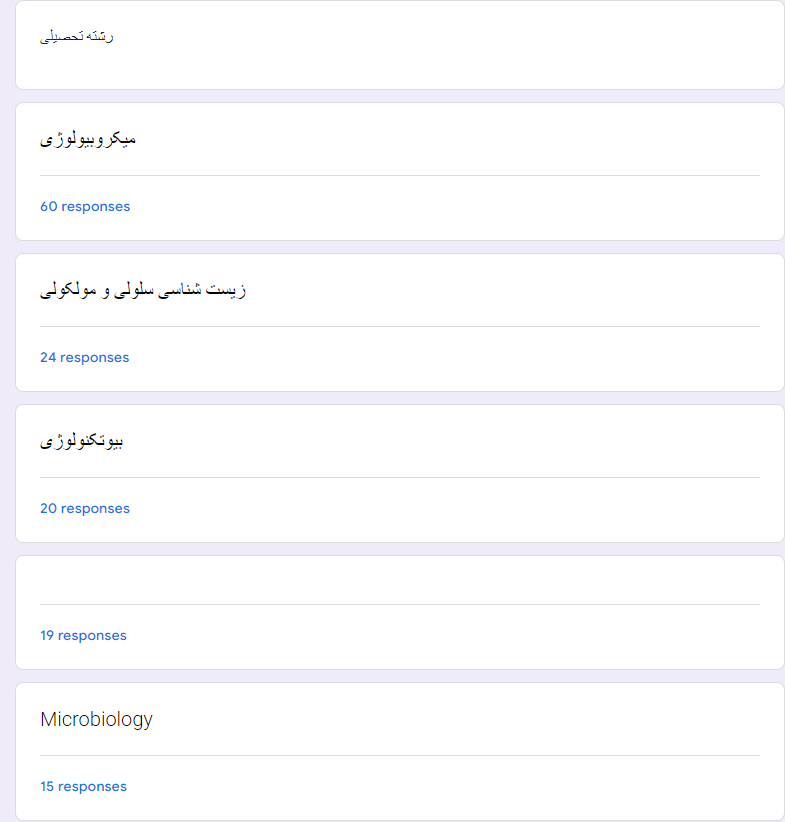 رشته تحصیلی
میکروبیولوژی
60 responses
زیست شناسی سلولی و مولکولی
24 responses
بیوتکنولوژی
20 responses
19 responses
Microbiology
15 responses